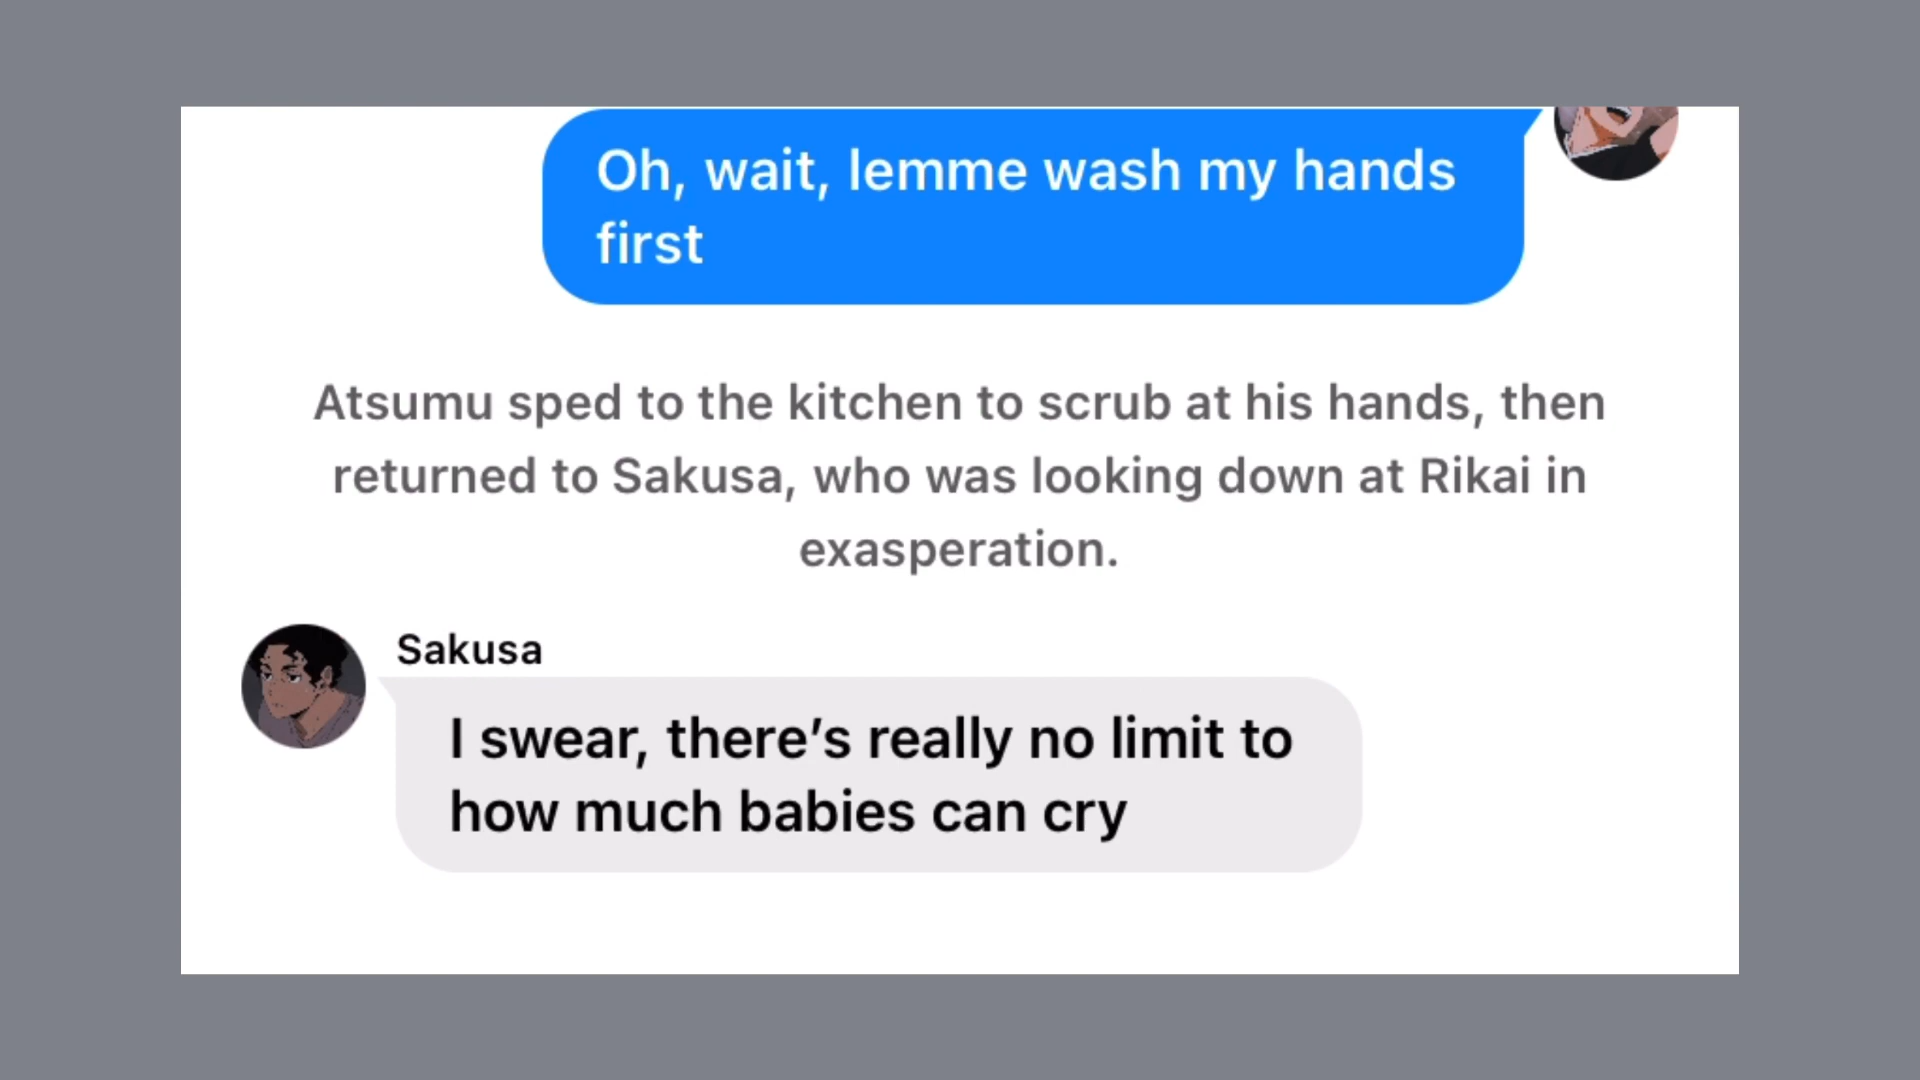 Oh, wait, lemme wash my hands
first
Atsumu sped to the kitchen to scrub at his hands, then
returned to Sakusa, who was looking down at Rikai in
exasperation.
Sakusa
I swear, there’s really no limit to
how much babies can cry